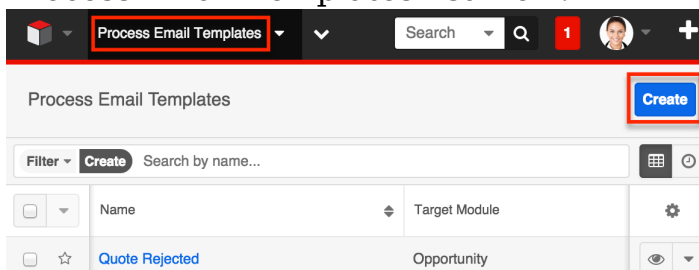 Process Email Templates Search 1
Process Email Templates Create
Filter Create Search by name...
Name Target Module
Quote Rejected Opportunity